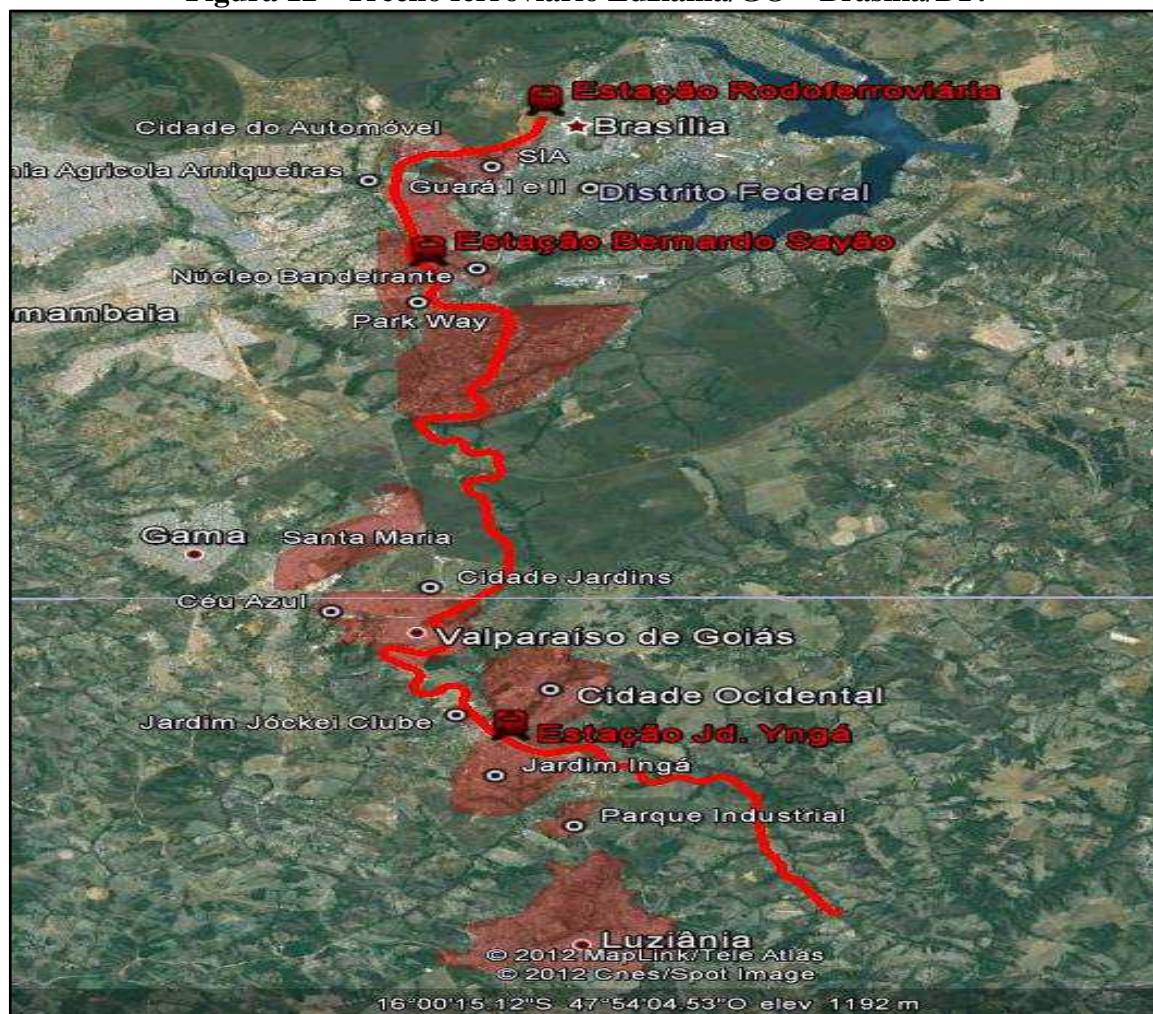 Figura 12 – Trecho ferroviário Luziânia/GO – Brasília/DF.
Estação Rodoferroviária
Brasília
Cidade do Automóvel
SIA
nia Agricola Arniqueiras
Guará I e II
Distrito Federal
Estação Bernardo Sayão
Núcleo Bandeirante
mambaia
Park Way
Gama
Santa Maria
Cidade Jardins
Céu Azul
Valparaíso de Goiás
Cidade Ocidental
Jardim Jóckei Clube
Estação Jd. Yngá
Jardim Ingá
Parque Industrial
Luziânia
© 2012 MapLink/Tele Atlas
© 2012 Cnes/Spot Image
16°00'15.12"S 47°54'04.53"O elev 1192 m